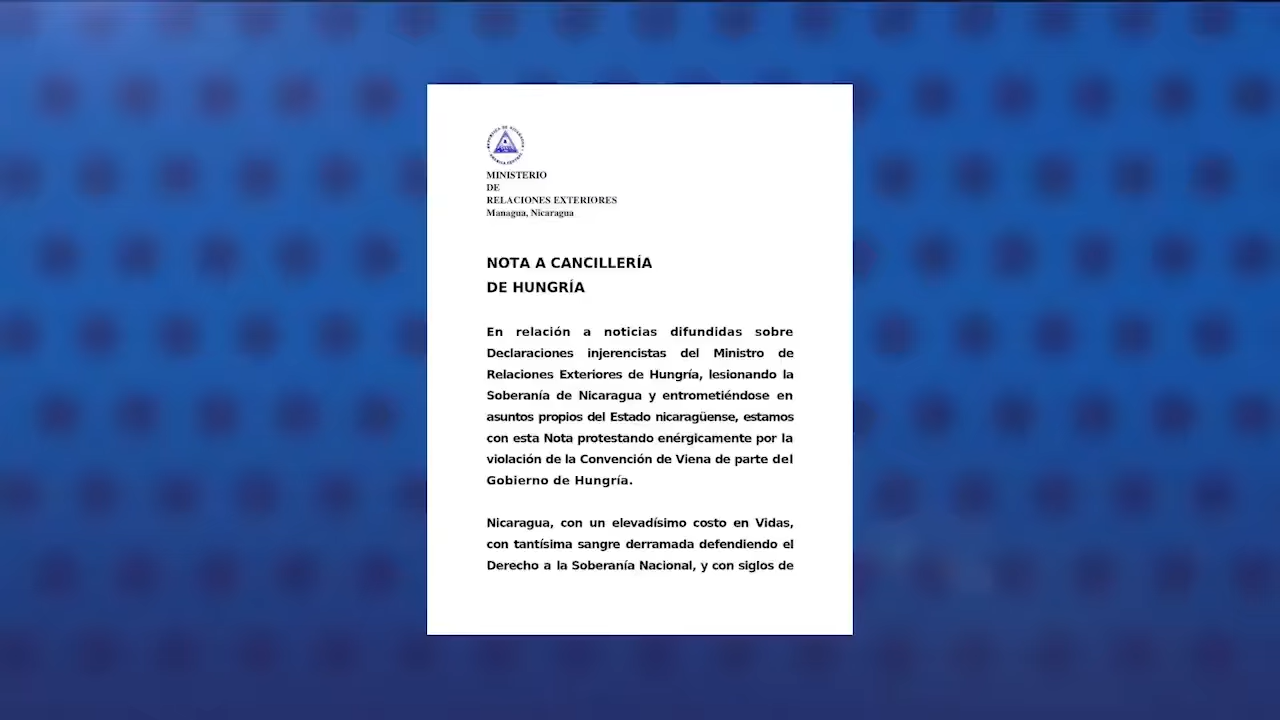 MINISTERIO
DE
RELACIONES EXTERIORES
Managua, Nicaragua
NOTA A CANCILLERÍA
DE HUNGRÍA
En relación a noticias difundidas sobre
Declaraciones injerencistas del Ministro de
Relaciones Exteriores de Hungría, lesionando la
Soberanía de Nicaragua y entrometiéndose en
asuntos propios del Estado nicaragüense, estamos
con esta Nota protestando enérgicamente por la
violación de la Convención de Viena de parte del
Gobierno de Hungría.
Nicaragua, con un elevadísimo costo en Vidas,
con tantísima sangre derramada defendiendo el
Derecho a la Soberanía Nacional, y con siglos de